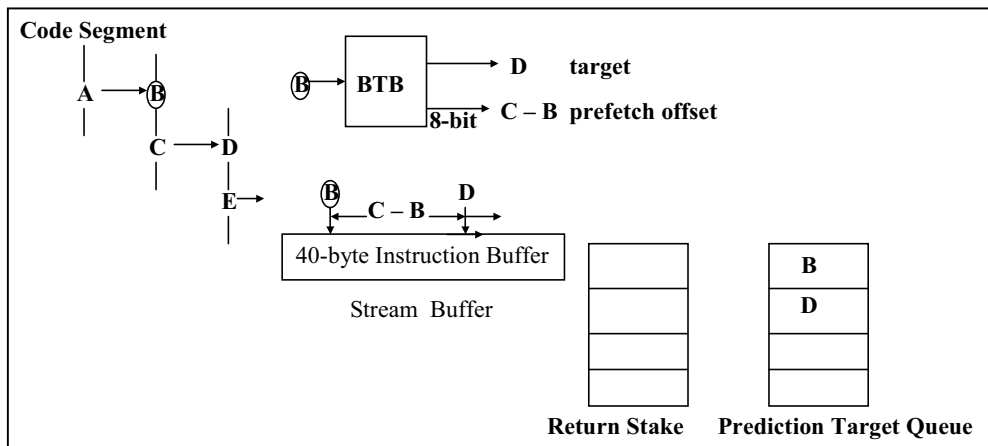 Code Segment
A
B
C
D
E
B
BTB
D target
8-bit
C – B prefetch offset
B
D
C – B
40-byte Instruction Buffer
Stream Buffer
B
D
Return Stake
Prediction Target Queue